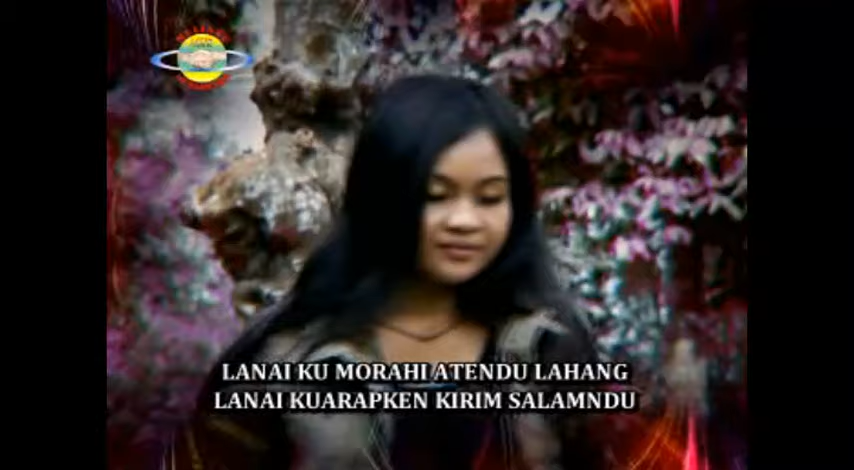 LANAI KU MORAHI ATENDU LAHANG
LANAI KUARAPKEN KIRIM SALAMNDU